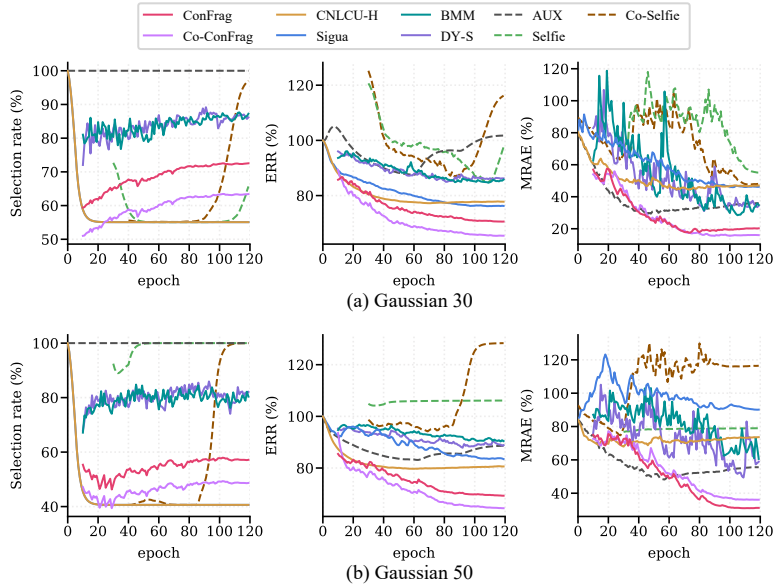 ConFrag CNLCU-H BMM AUX Co-Selfie
Co-ConFrag Sigua DY-S Selfie
Selection rate (%)
100
90
80
70
60
50
0 20 40 60 80 100 120
epoch
ERR (%)
120
100
80
0 20 40 60 80 100 120
epoch
MRAE (%)
120
100
80
60
40
20
0 20 40 60 80 100 120
epoch
(a) Gaussian 30
Selection rate (%)
100
80
60
40
0 20 40 60 80 100 120
epoch
ERR (%)
120
100
80
0 20 40 60 80 100 120
epoch
MRAE (%)
120
100
80
60
40
0 20 40 60 80 100 120
epoch
(b) Gaussian 50